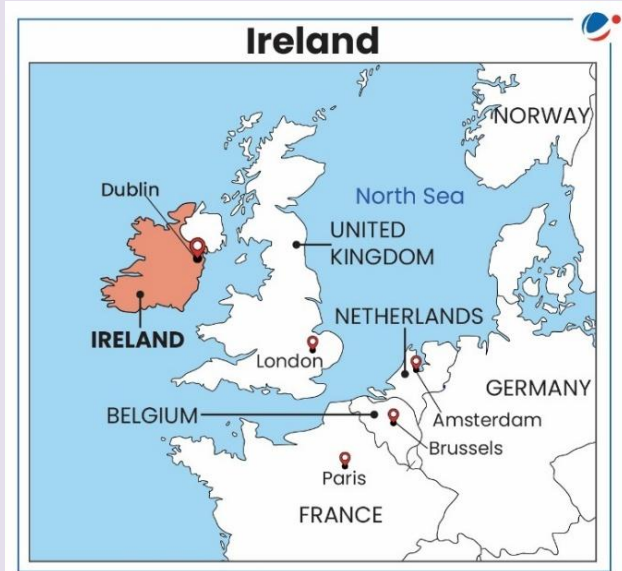 Ireland
NORWAY
Dublin
North Sea
UNITED
KINGDOM
NETHERLANDS
IRELAND
London
GERMANY
BELGIUM
Amsterdam
Brussels
Paris
FRANCE